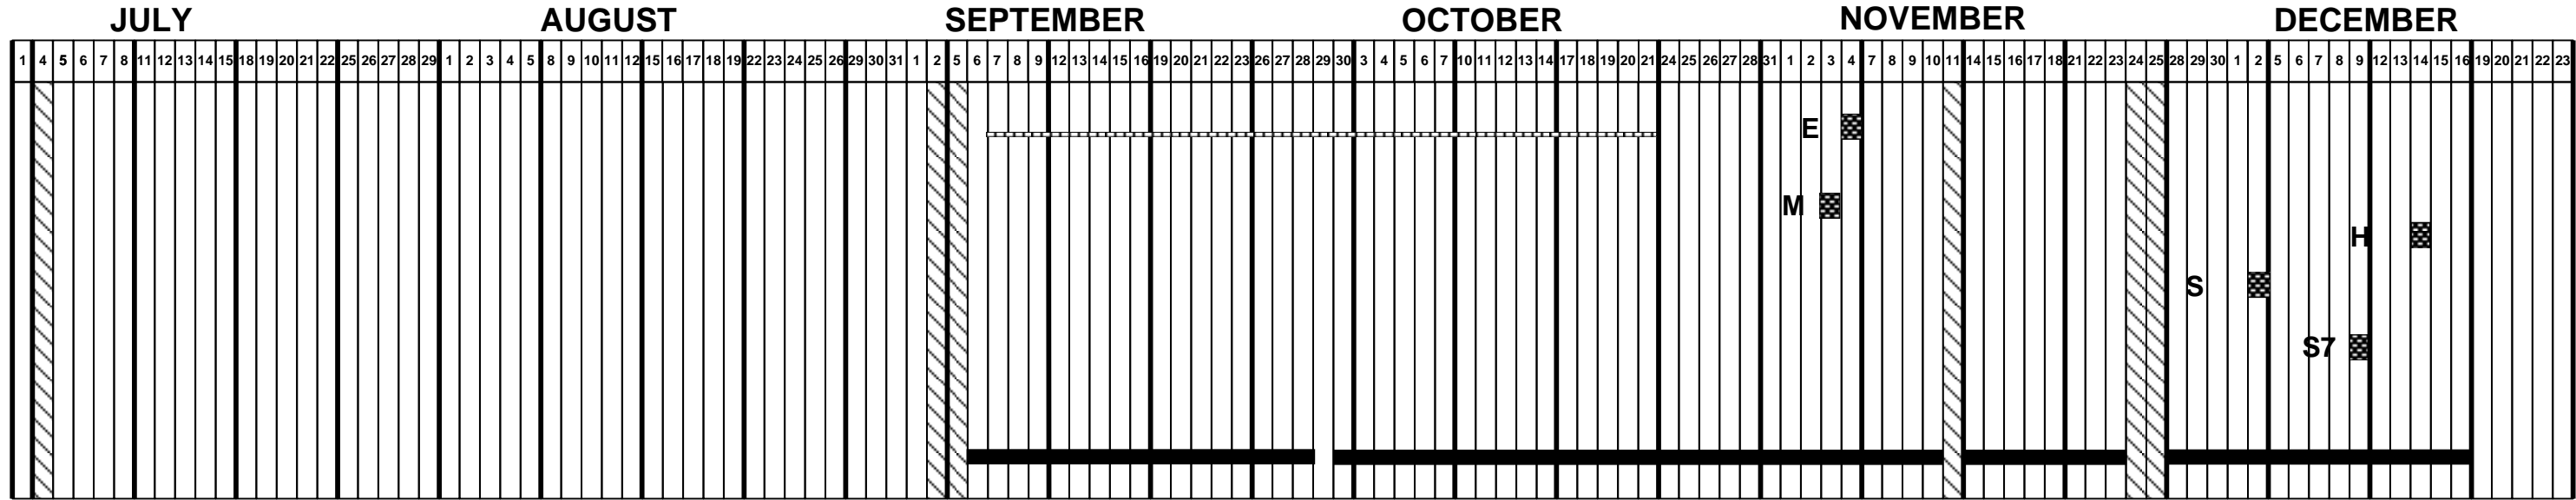 JULY AUGUST SEPTEMBER OCTOBER NOVEMBER DECEMBER
1 4 5 6 7 8 11 12 13 14 15 18 19 20 21 22 25 26 27 28 29 1 2 3 4 5 8 9 10 11 12 15 16 17 18 19 22 23 24 25 26 29 30 31 1 2 5 6 7 8 9 12 13 14 15 16 19 20 21 22 23 26 27 28 29 30 3 4 5 6 7 10 11 12 13 14 17 18 19 20 21 24 25 26 27 28 31 1 2 3 4 7 8 9 10 11 14 15 16 17 18 21 22 23 24 25 28 29 30 1 2 5 6 7 8 9 12 13 14 15 16 19 20 21 22 23
E
M
H
S
S7